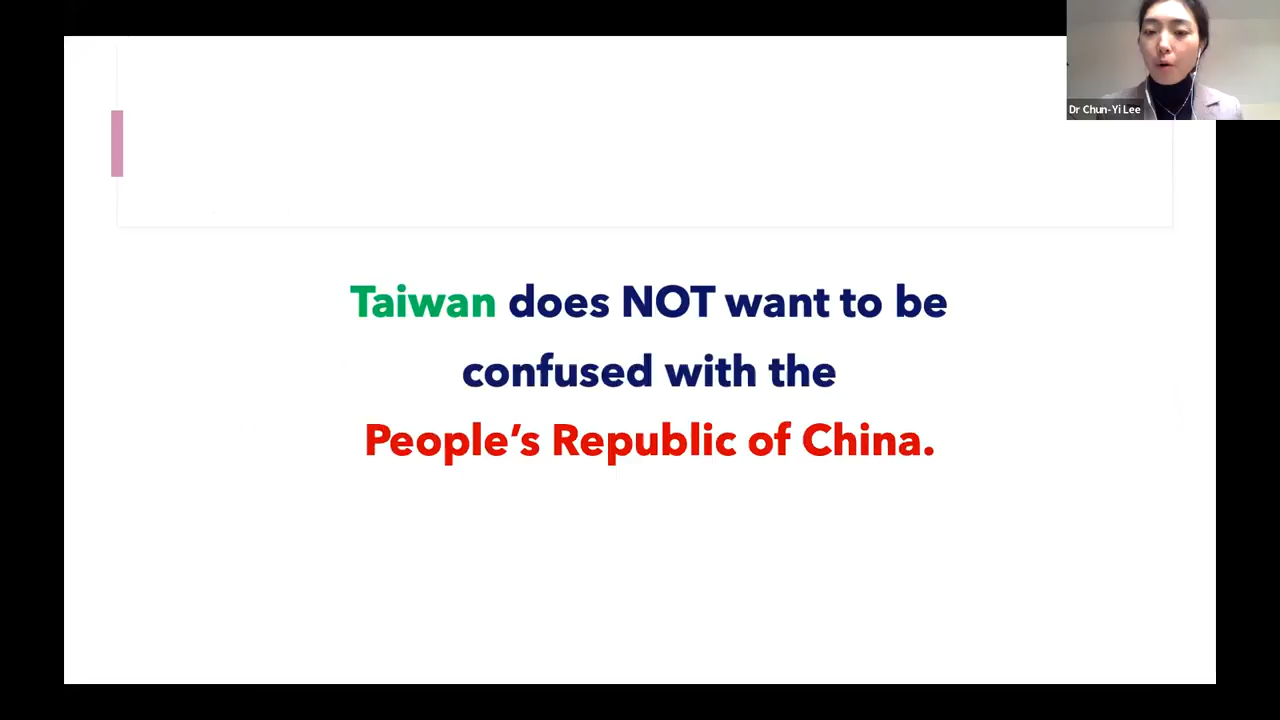 Dr Chun-Yi Lee
Taiwan does NOT want to be
confused with the
People's Republic of China.